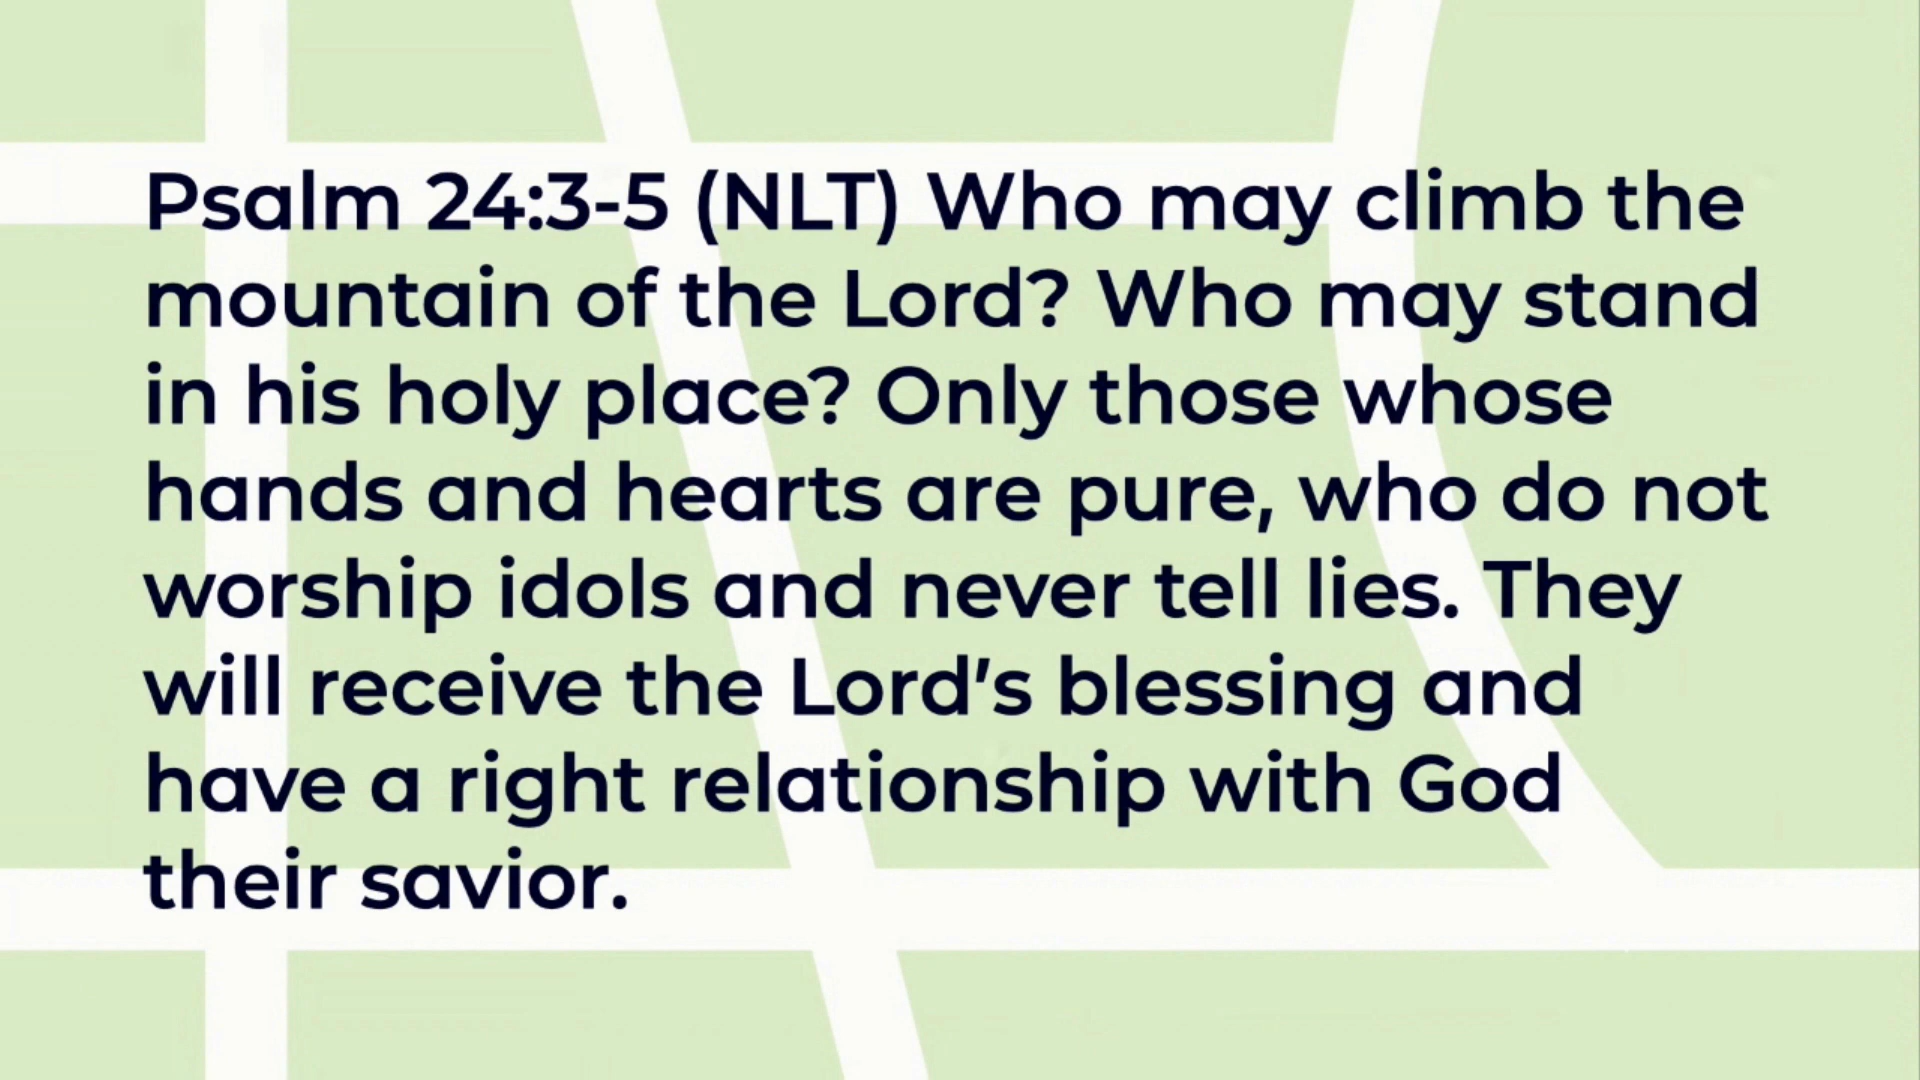 Psalm 24:3-5 (NLT) Who may climb the
mountain of the Lord? Who may stand
in his holy place? Only those whose
hands and hearts are pure, who do not
worship idols and never tell lies. They
will receive the Lord’s blessing and
have a right relationship with God
their savior.